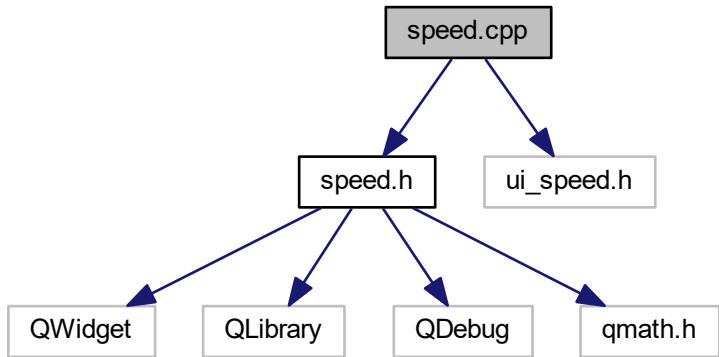 speed.cpp
speed.h
ui_speed.h
QWidget
QLibrary
QDebug
qmath.h